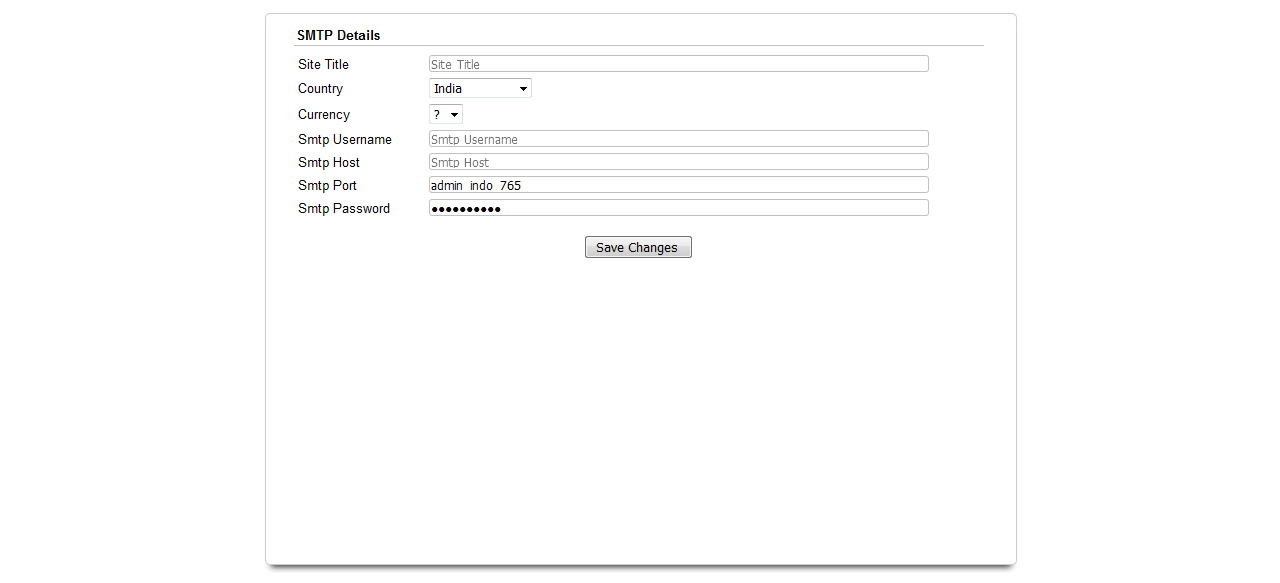 SMTP Details
Site Title Site Title
Country India
Currency ?
Smtp Username Smtp Username
Smtp Host Smtp Host
Smtp Port admin_indo_765
Smtp Password ●●●●●●●●●●
Save Changes